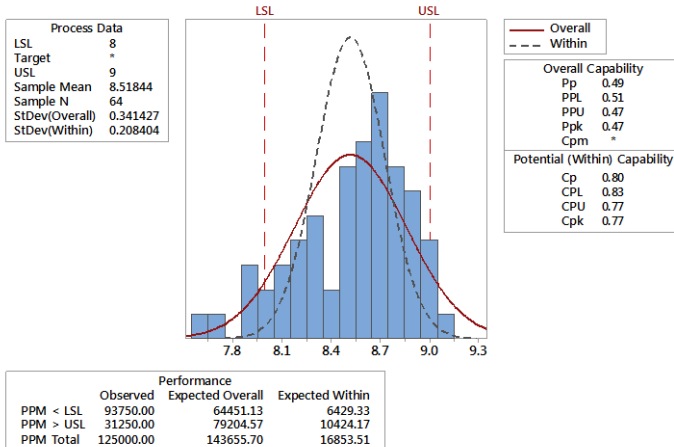 LSL USL
Process Data
LSL 8
Target *
USL 9
Sample Mean 8.51844
Sample N 64
StDev(Overall) 0.341427
StDev(Within) 0.208404
Overall
Within
Overall Capability
Pp 0.49
PPL 0.51
PPU 0.47
Ppk 0.47
Cpm *
Potential (Within) Capability
Cp 0.80
CPL 0.83
CPU 0.77
Cpk 0.77
7.8 8.1 8.4 8.7 9.0 9.3
Performance
Observed Expected Overall Expected Within
PPM < LSL 93750.00 64451.13 6429.33
PPM > USL 31250.00 79204.57 10424.17
PPM Total 125000.00 143655.70 16853.51